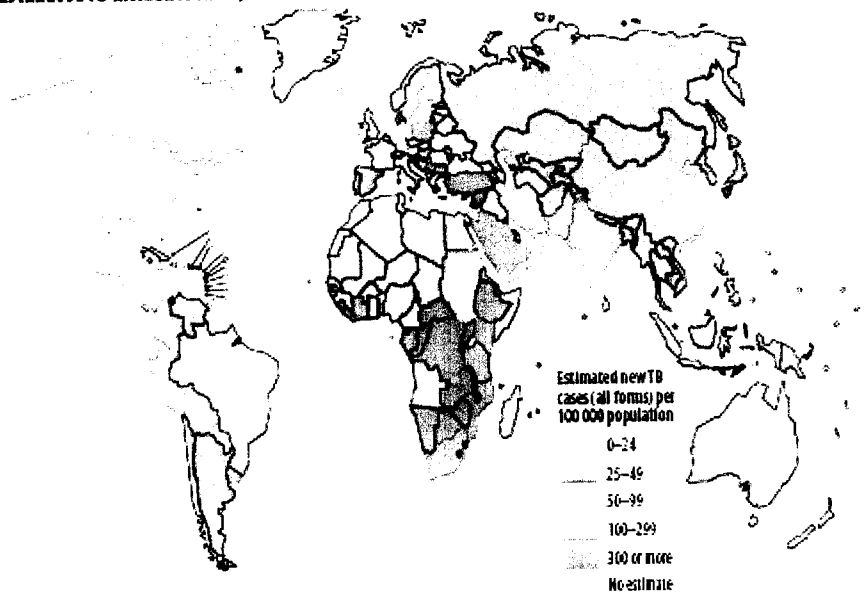 Estimated new TB
cases (all forms) per
100 000 population
0–24
25–49
50–99
100–299
300 or more
No estimate